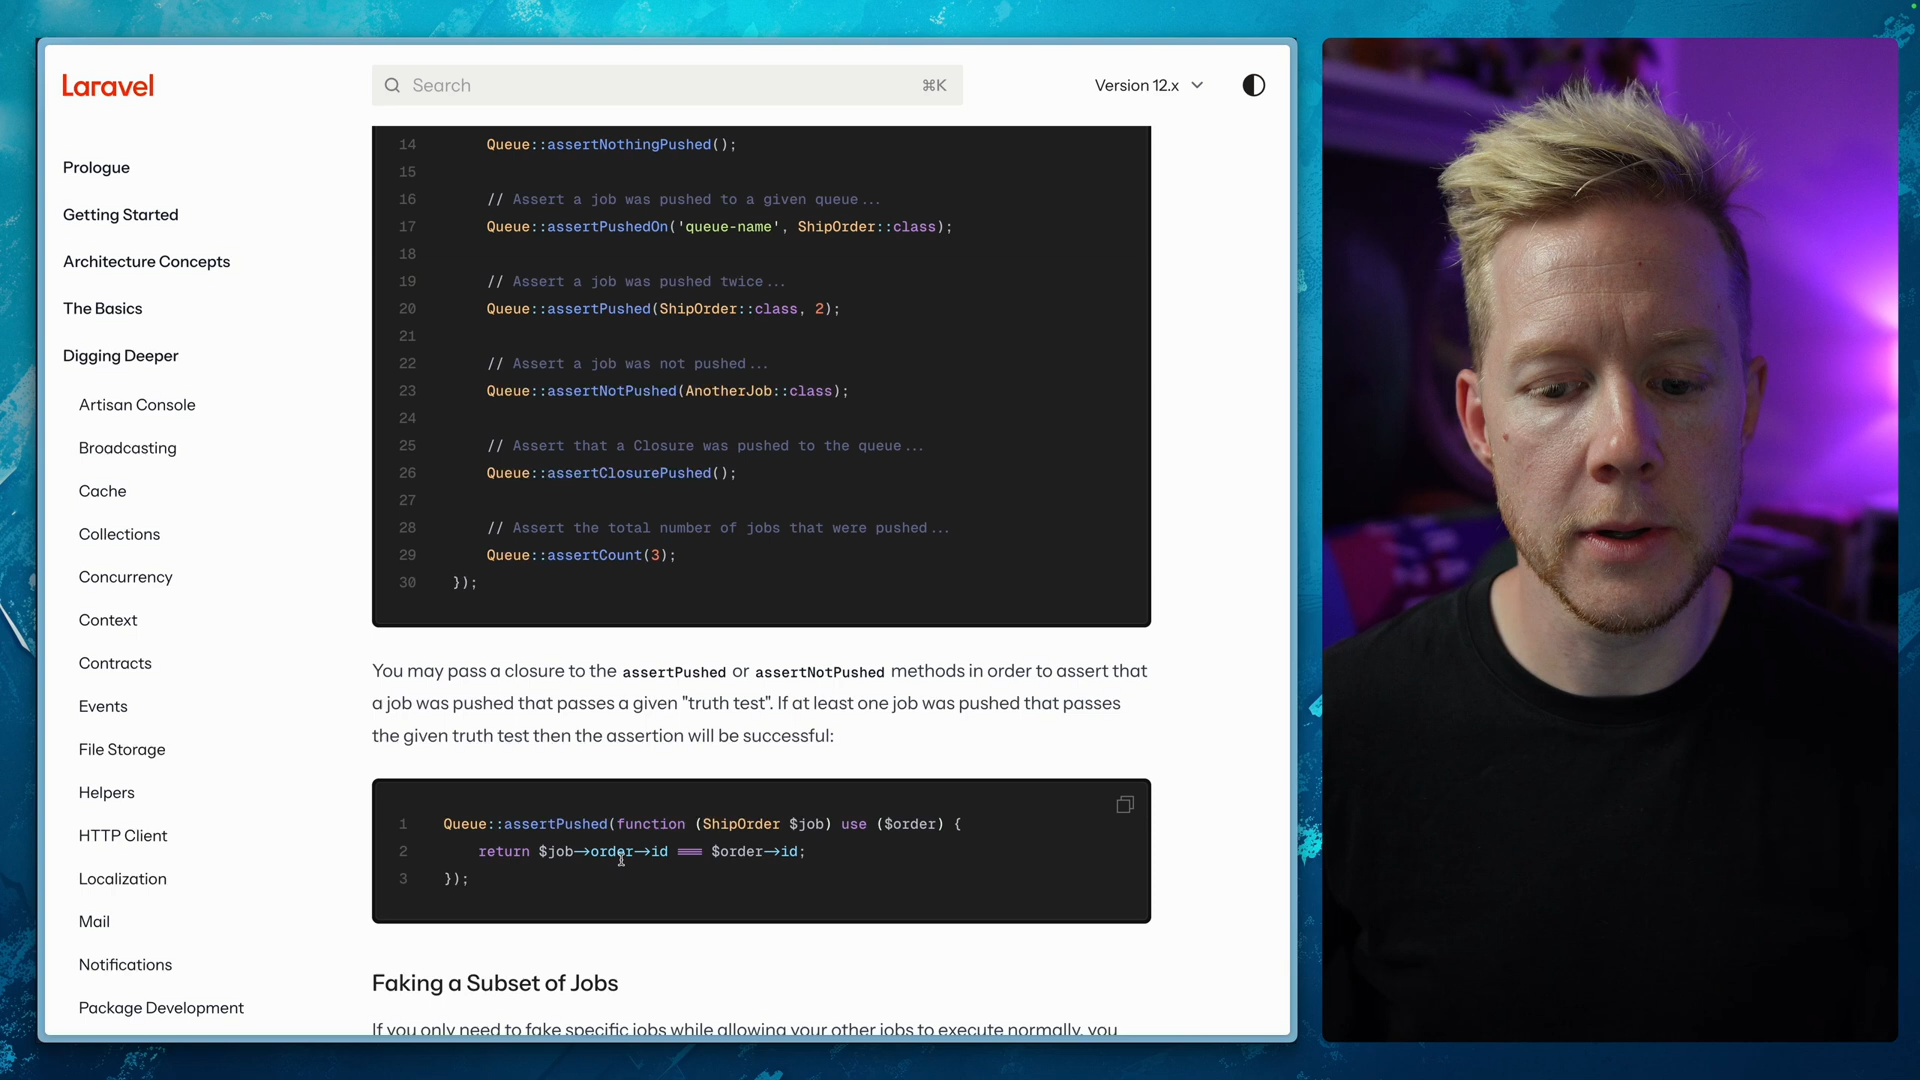 Laravel
Search
⌘K
Version 12.x
Prologue
Getting Started
Architecture Concepts
The Basics
Digging Deeper
Artisan Console
Broadcasting
Cache
Collections
Concurrency
Context
Contracts
Events
File Storage
Helpers
HTTP Client
Localization
Mail
Notifications
Package Development
14 Queue::assertNothingPushed();
15
16 // Assert a job was pushed to a given queue...
17 Queue::assertPushedOn('queue-name', ShipOrder::class);
18
19 // Assert a job was pushed twice...
20 Queue::assertPushed(ShipOrder::class, 2);
21
22 // Assert a job was not pushed...
23 Queue::assertNotPushed(AnotherJob::class);
24
25 // Assert that a Closure was pushed to the queue...
26 Queue::assertClosurePushed();
27
28 // Assert the total number of jobs that were pushed...
29 Queue::assertCount(3);
30 });
You may pass a closure to the assertPushed or assertNotPushed methods in order to assert that
a job was pushed that passes a given "truth test". If at least one job was pushed that passes
the given truth test then the assertion will be successful:
1 Queue::assertPushed(function (ShipOrder $job) use ($order) {
2 return $job->order->id === $order->id;
3 });
Faking a Subset of Jobs
If you only need to fake specific jobs while allowing your other jobs to execute normally, you